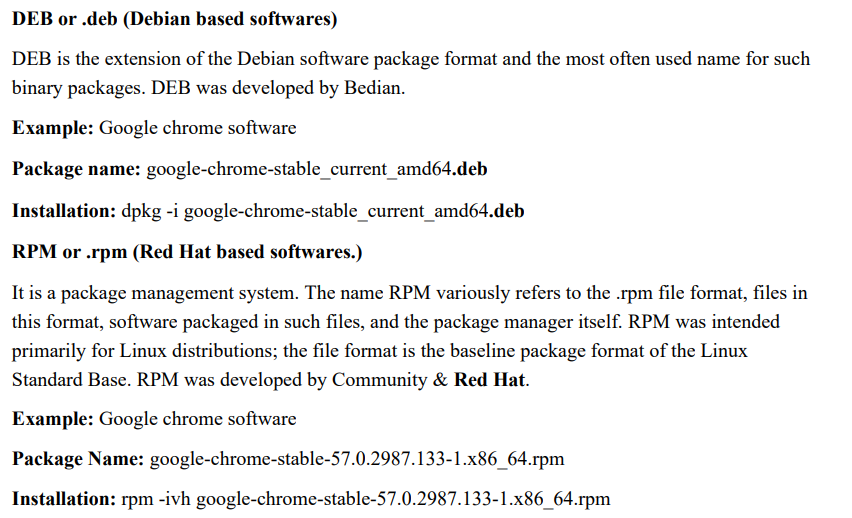 DEB or .deb (Debian based softwares)
DEB is the extension of the Debian software package format and the most often used name for such
binary packages. DEB was developed by Bedian.
Example: Google chrome software
Package name: google-chrome-stable_current_amd64.deb
Installation: dpkg -i google-chrome-stable_current_amd64.deb
RPM or .rpm (Red Hat based softwares.)
It is a package management system. The name RPM variously refers to the .rpm file format, files in
this format, software packaged in such files, and the package manager itself. RPM was intended
primarily for Linux distributions; the file format is the baseline package format of the Linux
Standard Base. RPM was developed by Community & Red Hat.
Example: Google chrome software
Package Name: google-chrome-stable-57.0.2987.133-1.x86_64.rpm
Installation: rpm -ivh google-chrome-stable-57.0.2987.133-1.x86_64.rpm